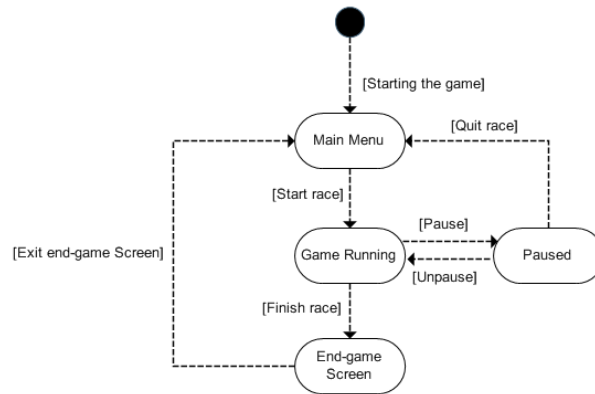 [Starting the game]
[Quit race]
Main Menu
[Start race]
[Pause]
[Exit end-game Screen]
Game Running
Paused
[Unpause]
[Finish race]
End-game
Screen